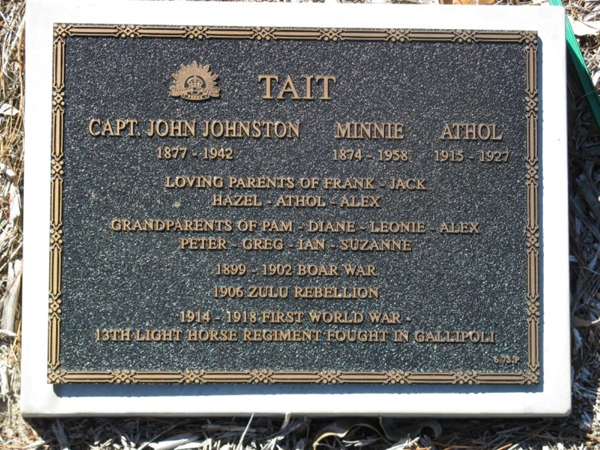 TAIT
CAPT. JOHN JOHNSTON MINNIE ATHOL
1877 - 1942 1874 - 1958 1915 - 1927
LOVING PARENTS OF FRANK - JACK
HAZEL - ATHOL - ALEX
GRANDPARENTS OF PAM - DIANE - LEONIE - ALEX
PETER - GREG - IAN - SUZANNE
1899 - 1902 BOAR WAR
1906 ZULU REBELLION
1914 - 1918 FIRST WORLD WAR -
13TH LIGHT HORSE REGIMENT FOUGHT IN GALLIPOLI